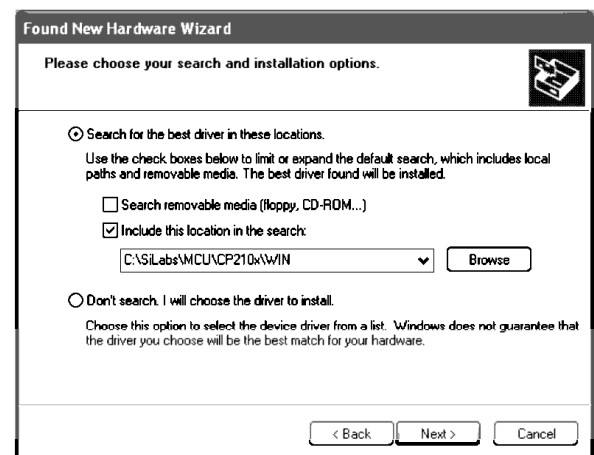 Found New Hardware Wizard
Please choose your search and installation options.
Search for the best driver in these locations.
Use the check boxes below to limit or expand the default search, which includes local
paths and removable media. The best driver found will be installed.
Search removable media (floppy, CD-ROM...)
Include this location in the search:
C:\SiLabs\MCU\CP210x\WIN
Browse
Don't search. I will choose the driver to install.
Choose this option to select the device driver from a list. Windows does not guarantee that
the driver you choose will be the best match for your hardware.
< Back
Next >
Cancel